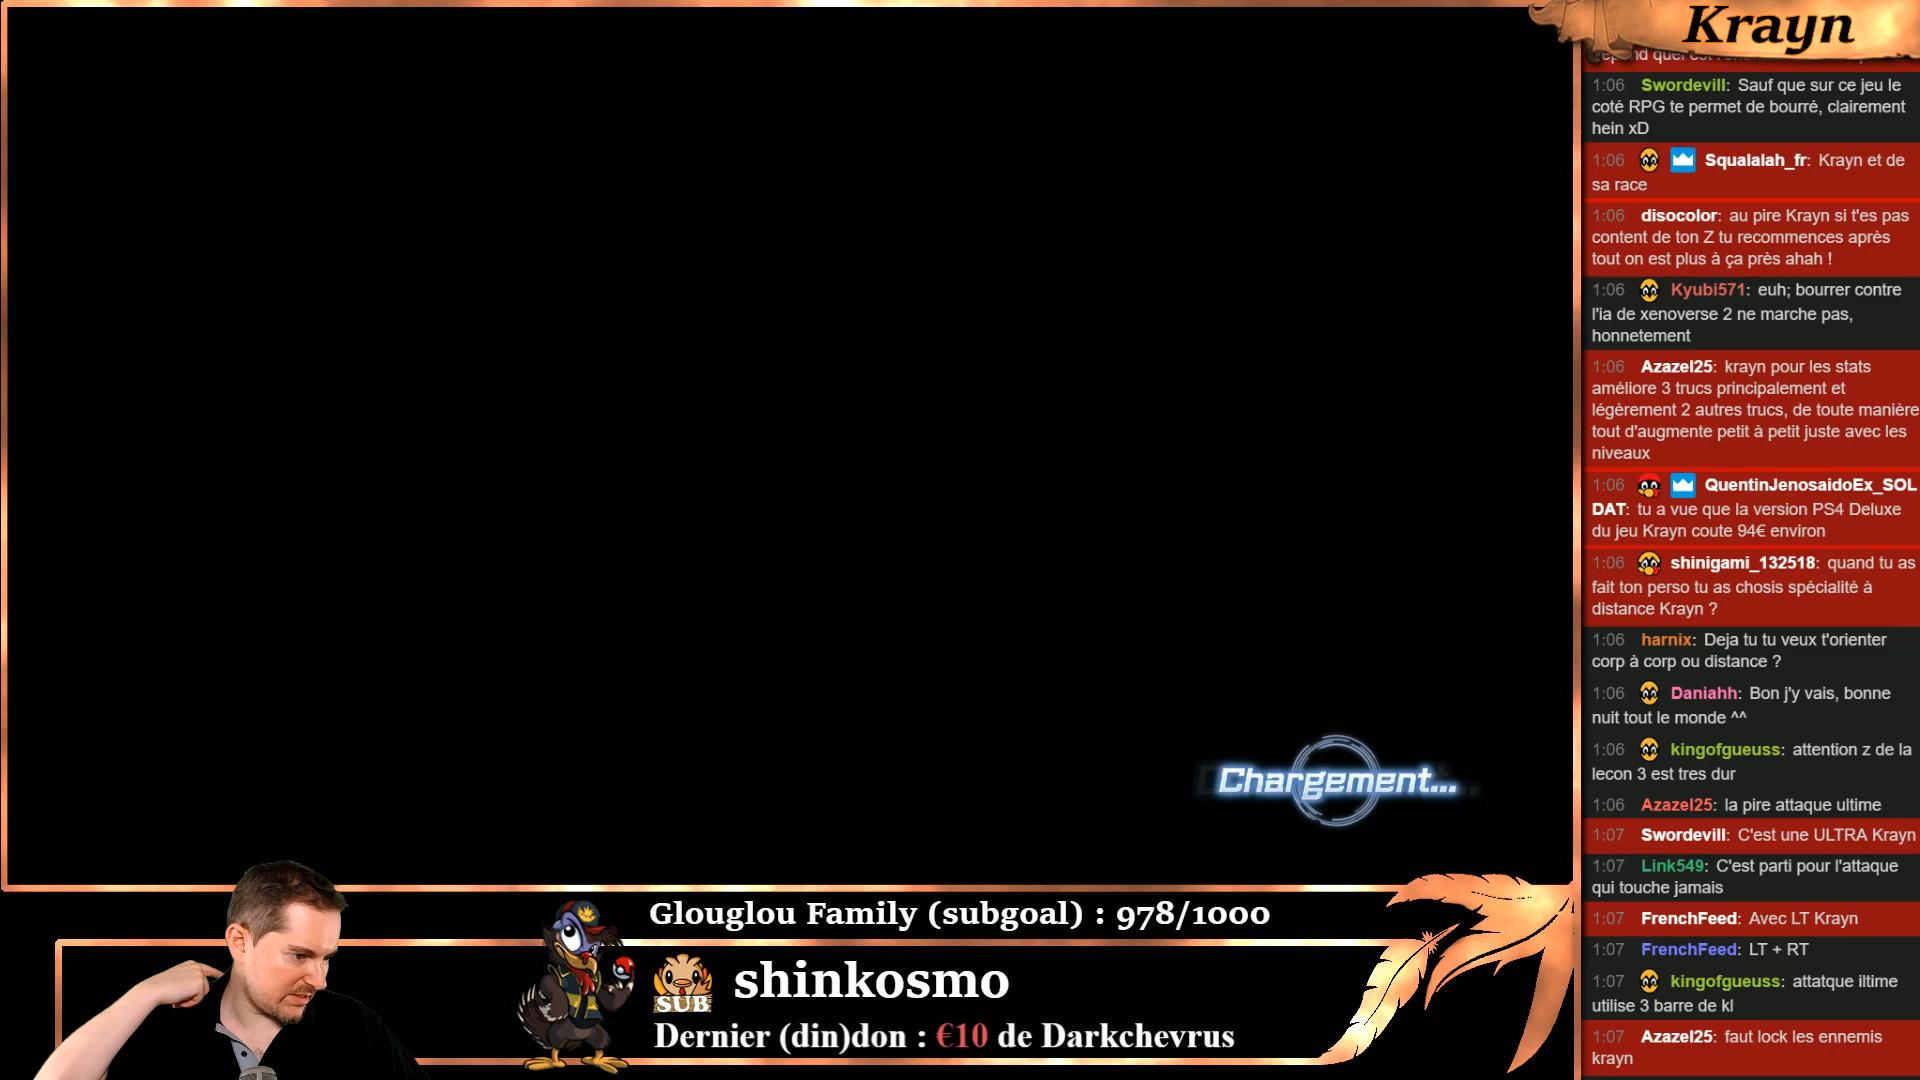 Krayn
1:06 Swordevill: Sauf que sur ce jeu le
coté RPG te permet de bourré, clairement
hein xD
1:06 Squalalah_fr: Krayn et de
sa race
1:06 disocolor: au pire Krayn si t'es pas
content de ton Z tu recommences après
tout on est plus à ça près ahah !
1:06 Kyubi571: euh; bourrer contre
l'ia de xenoverse 2 ne marche pas,
honnetement
1:06 Azazel25: krayn pour les stats
améliore 3 trucs principalement et
légèrement 2 autres trucs, de toute manière
tout d'augmente petit à petit juste avec les
niveaux
1:06 QuentinJenosaidoEx_SOL
DAT: tu a vue que la version PS4 Deluxe
du jeu Krayn coute 94€ environ
1:06 shinigami_132518: quand tu as
fait ton perso tu as chosis spécialité à
distance Krayn ?
1:06 harnix: Deja tu tu veux t'orienter
corp à corp ou distance ?
1:06 Daniahh: Bon j'y vais, bonne
nuit tout le monde ^^
1:06 kingofgueuss: attention z de la
lecon 3 est tres dur
1:06 Azazel25: la pire attaque ultime
1:07 Swordevill: C'est une ULTRA Krayn
1:07 Link549: C'est parti pour l'attaque
qui touche jamais
1:07 FrenchFeed: Avec LT Krayn
1:07 FrenchFeed: LT + RT
1:07 kingofgueuss: attatque iltime
utilise 3 barre de kl
1:07 Azazel25: faut lock les ennemis
krayn
Chargement...
Glouglou Family (subgoal) : 978/1000
SUB shinkosmo
Dernier (din)don : €10 de Darkchevrus